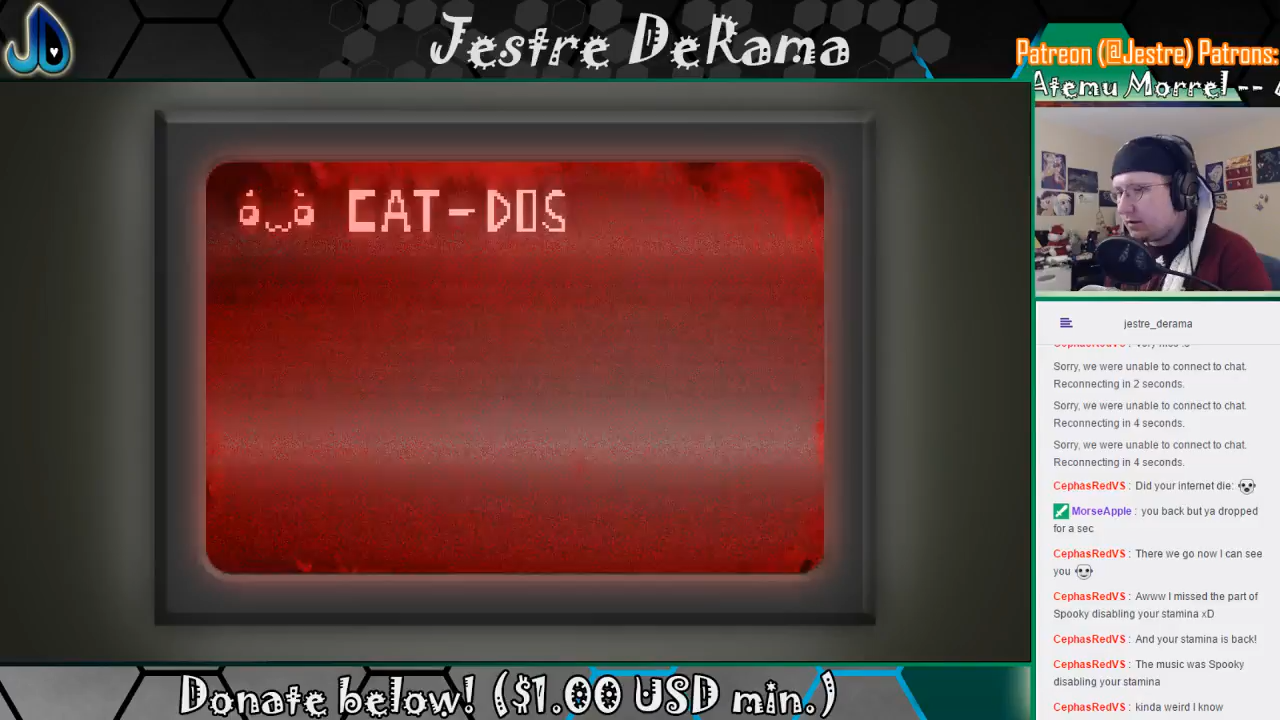 JD
Jestre DeRama
Patreon (@Jestre) Patrons:
Atemu Morrel --
CAT-DOS
jestre_derama
Sorry, we were unable to connect to chat.
Reconnecting in 2 seconds.
Sorry, we were unable to connect to chat.
Reconnecting in 4 seconds.
Sorry, we were unable to connect to chat.
Reconnecting in 4 seconds.
CephasRedVS : Did your internet die:
MorseApple : you back but ya dropped
for a sec
CephasRedVS : There we go now I can see
you
CephasRedVS : Awww I missed the part of
Spooky disabling your stamina xD
CephasRedVS : And your stamina is back!
CephasRedVS : The music was Spooky
disabling your stamina
CephasRedVS : kinda weird I know
Donate below! ($1.00 USD min.)